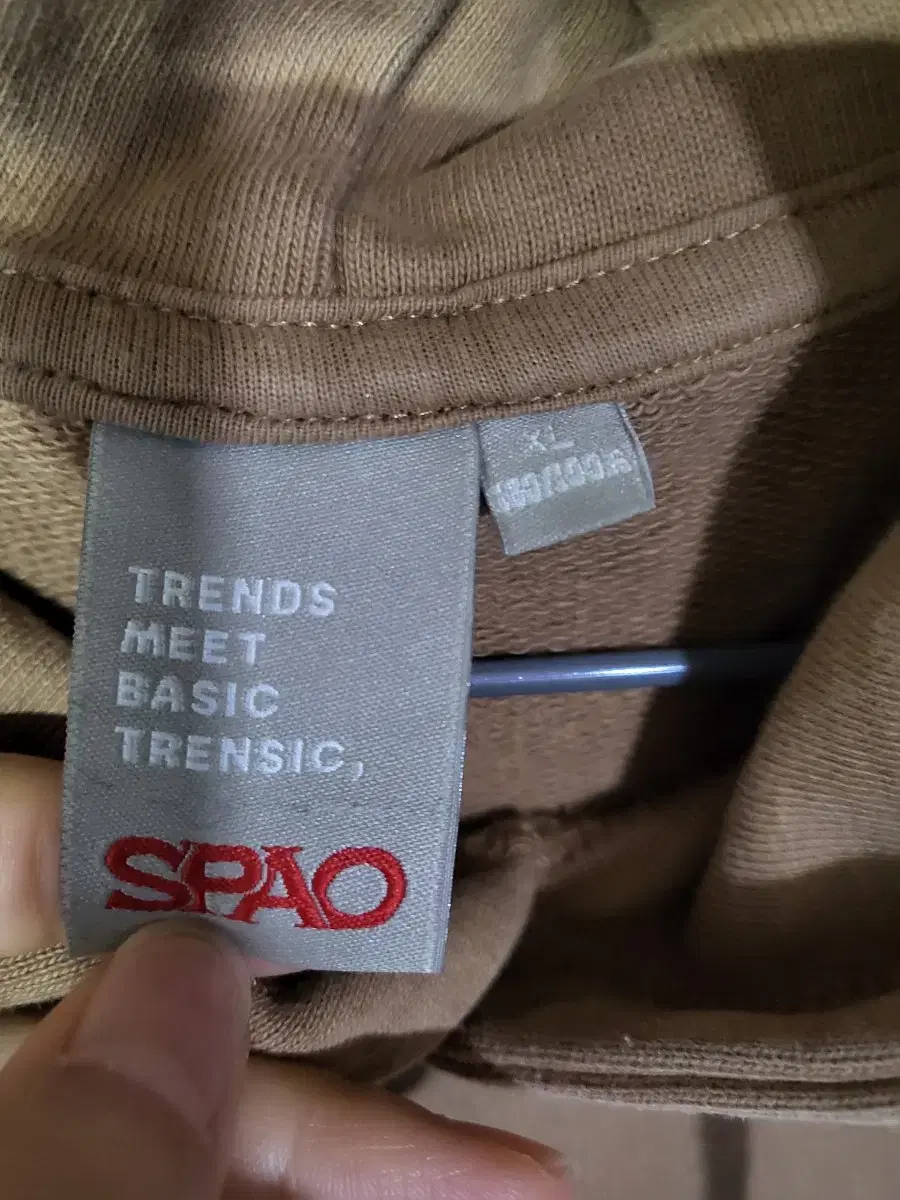 TRENDS
MEET
BASIC
TRENSIC,
SPAO
XL